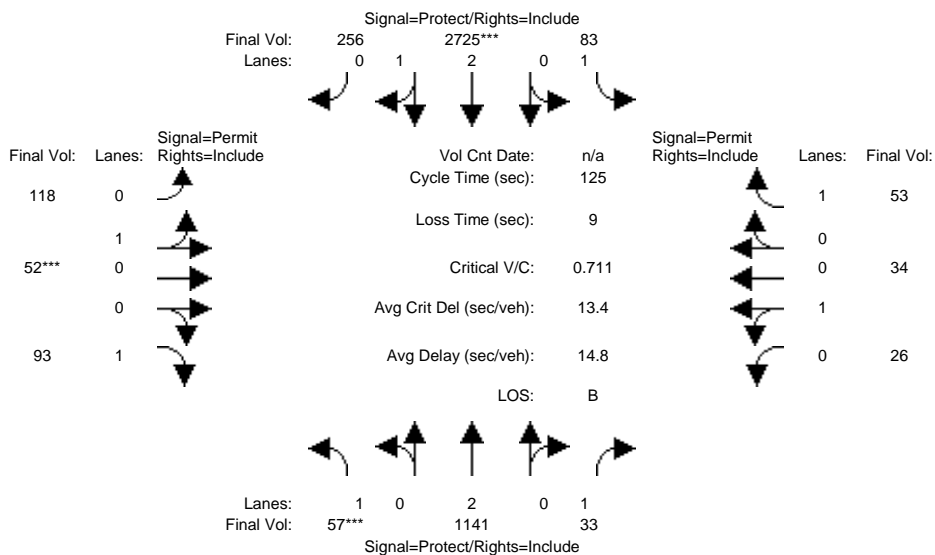 Signal=Protect/Rights=Include
Final Vol: 256 2725*** 83
Lanes: 0 1 2 0 1
Signal=Permit Signal=Permit
Final Vol: Lanes: Rights=Include Vol Cnt Date: n/a Rights=Include Lanes: Final Vol:
Cycle Time (sec): 125
118 0 1 53
Loss Time (sec): 9
1 0
52*** 0 Critical V/C: 0.711 0 34
0 Avg Crit Del (sec/veh): 13.4 1
93 1 Avg Delay (sec/veh): 14.8 0 26
LOS: B
Lanes: 1 0 2 0 1
Final Vol: 57*** 1141 33
Signal=Protect/Rights=Include